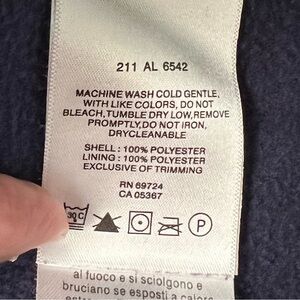 211 AL 6542
MACHINE WASH COLD GENTLE,
WITH LIKE COLORS, DO NOT
BLEACH, TUMBLE DRY LOW, REMOVE
PROMPTLY, DO NOT IRON,
DRYCLEANABLE
SHELL : 100% POLYESTER
LINING : 100% POLYESTER
EXCLUSIVE OF TRIMMING
RN 69724
CA 05367
30C P
al fuoco e si sciolgono e
bruciano se esposti a calore